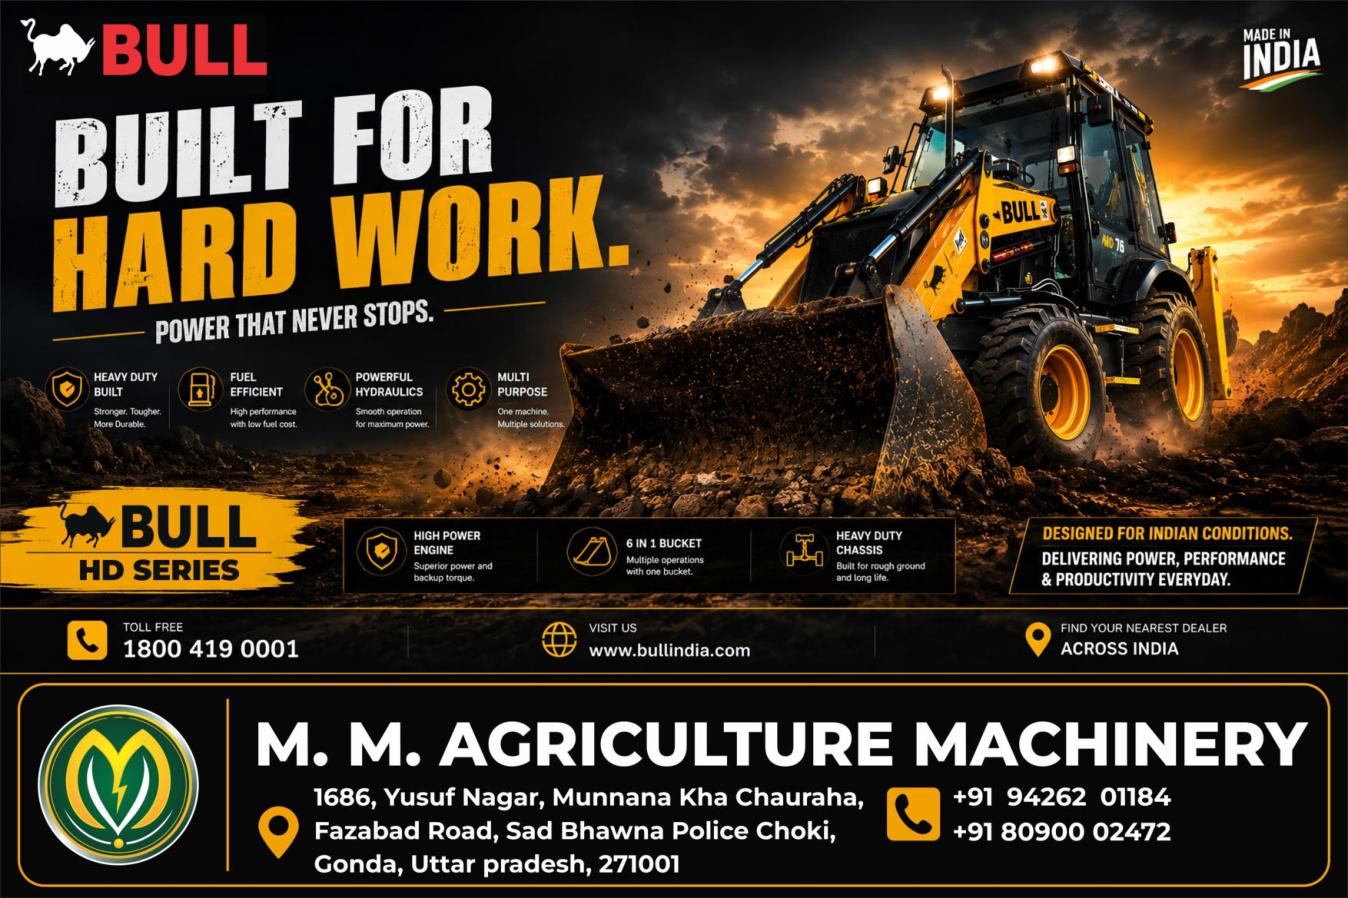 BULL
MADE IN
INDIA
BUILT FOR
HARD WORK.
POWER THAT NEVER STOPS.
HEAVY DUTY
BUILT
Stronger. Tougher.
More Durable.
FUEL
EFFICIENT
High performance
with low fuel cost.
POWERFUL
HYDRAULICS
Smooth operation
for maximum power.
MULTI
PURPOSE
One machine.
Multiple solutions.
BULL
76
BULL
HD SERIES
HIGH POWER
ENGINE
Superior power and
backup torque.
6 IN 1 BUCKET
Multiple operations
with one bucket.
HEAVY DUTY
CHASSIS
Built for rough ground
and long life.
DESIGNED FOR INDIAN CONDITIONS.
DELIVERING POWER, PERFORMANCE
& PRODUCTIVITY EVERYDAY.
TOLL FREE
1800 419 0001
VISIT US
www.bullindia.com
FIND YOUR NEAREST DEALER
ACROSS INDIA
M. M. AGRICULTURE MACHINERY
1686, Yusuf Nagar, Munnana Kha Chauraha,
Fazabad Road, Sad Bhawna Police Choki,
Gonda, Uttar pradesh, 271001
+91 94262 01184
+91 80900 02472